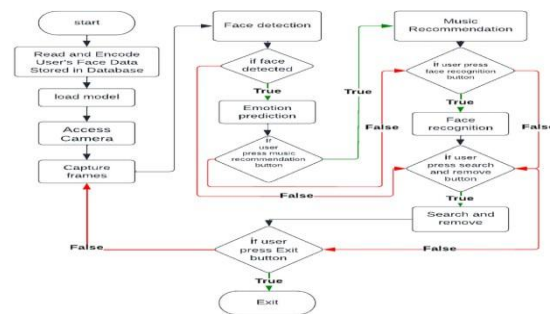 start
Read and Encode
User's Face Data
Stored in Database
load model
Access
Camera
Capture
frames
Face detection
if face
detected
True
Emotion
prediction
If
user
press music
recommendation
button
False
False
Music
Recommendation
If user press
face recognition
button
True
Face
recognition
False
If user
press search
and remove
button
True
Search and
remove
False
False
If user
press Exit
button
True
Exit